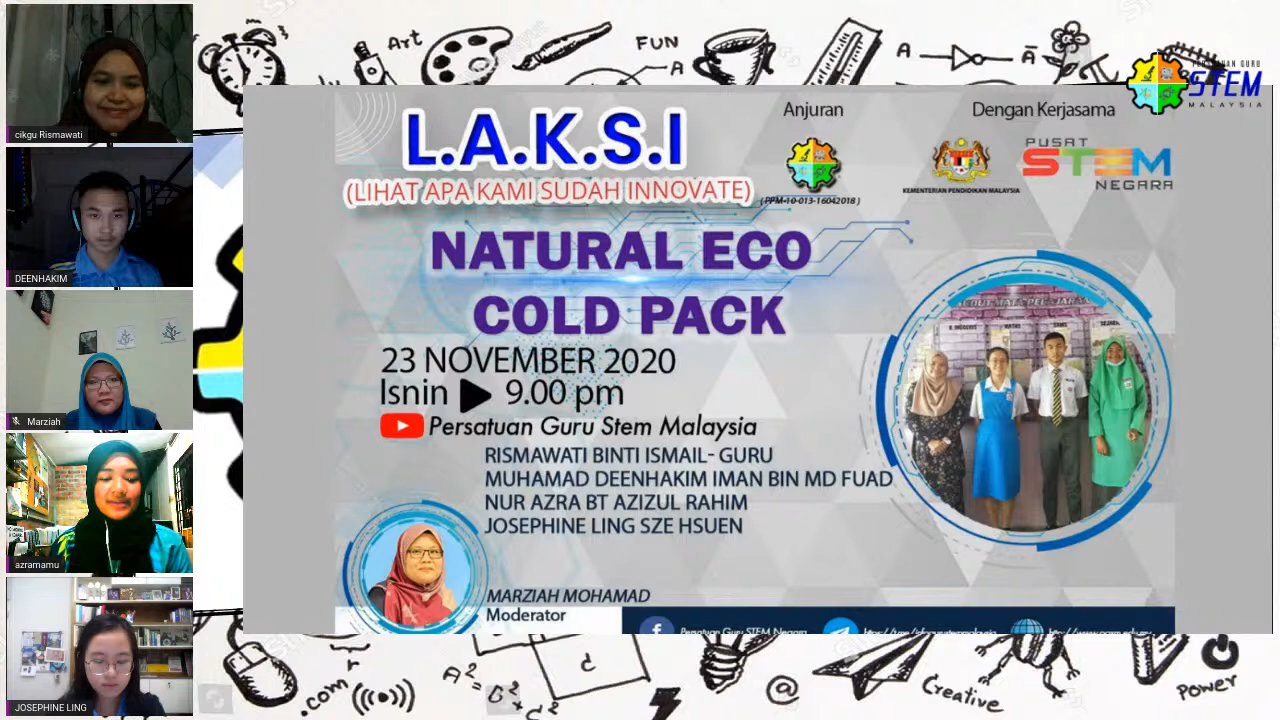 cikgu Rismawati
DEENHAKIM
Marziah
azramamu
JOSEPHINE LING
Art
FUN
A
A
Ā
STEM
MALAYSIA
L.A.K.S.I
(LIHAT APA KAMI SUDAH INNOVATE)
Anjuran
( PPM-10-013-16042018 )
Dengan Kerjasama
KEMENTERIAN PENDIDIKAN MALAYSIA
PUSAT
STEM
NEGARA
NATURAL ECO
COLD PACK
23 NOVEMBER 2020
Isnin 9.00 pm
Persatuan Guru Stem Malaysia
RISMAWATI BINTI ISMAIL- GURU
MUHAMAD DEENHAKIM IMAN BIN MD FUAD
NUR AZRA BT AZIZUL RAHIM
JOSEPHINE LING SZE HSUEN
MARZIAH MOHAMAD
Moderator
Persatuan Guru STEM Negara
.com
r
A²=
B²+
C²
c
@
Creative
Power